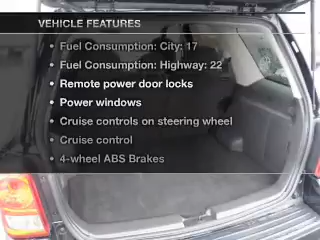 VEHICLE FEATURES
• Fuel Consumption: City: 17
• Fuel Consumption: Highway: 22
• Remote power door locks
• Power windows
• Cruise controls on steering wheel
• Cruise control
• 4-wheel ABS Brakes